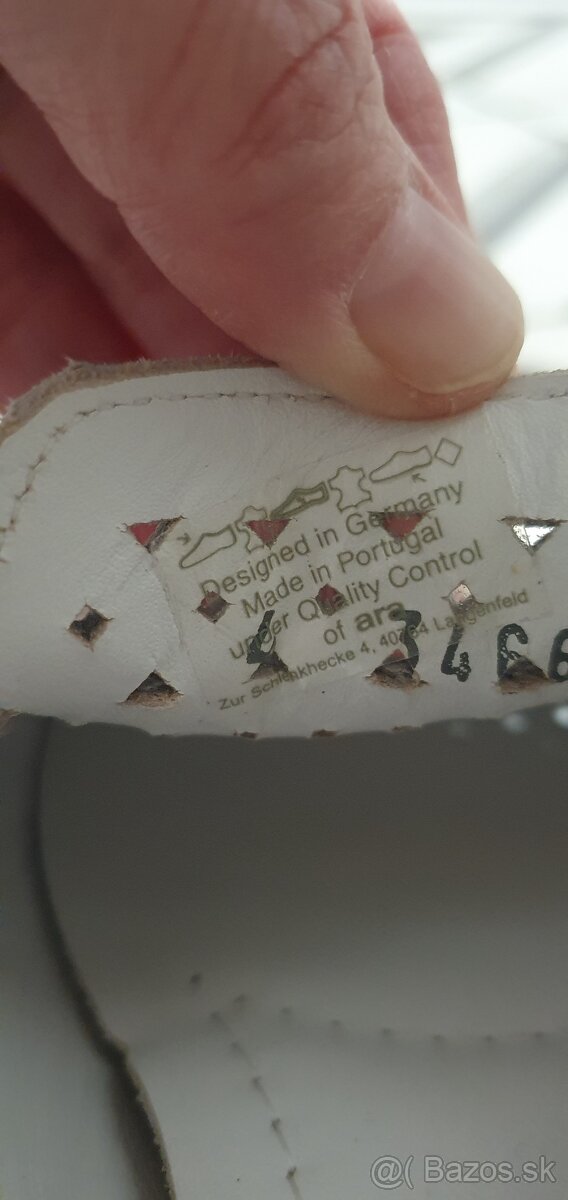 Designed in Germany
Made in Portugal
under Quality Control
of ara
Zur Schlinkhecke 4, 40764 Langenfeld
4 3466
@( Bazos.sk